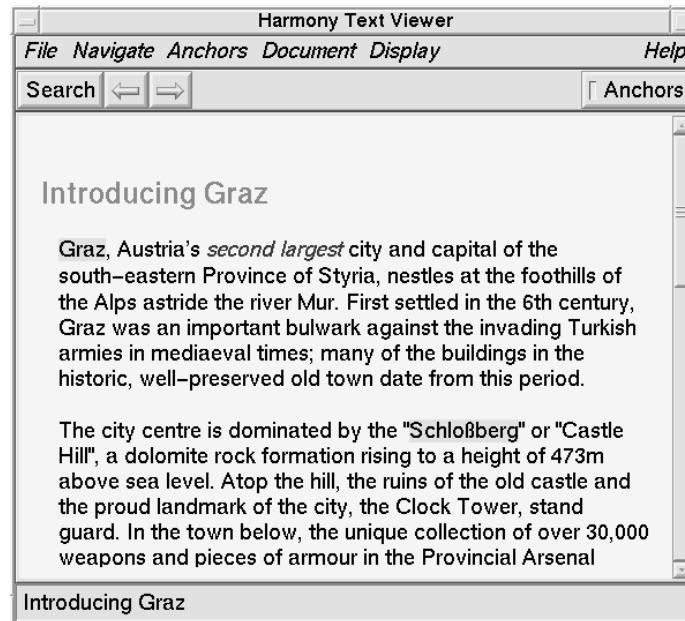 Harmony Text Viewer
File Navigate Anchors Document Display Help
Search Anchors
Introducing Graz
Graz, Austria's second largest city and capital of the
south-eastern Province of Styria, nestles at the foothills of
the Alps astride the river Mur. First settled in the 6th century,
Graz was an important bulwark against the invading Turkish
armies in mediaeval times; many of the buildings in the
historic, well-preserved old town date from this period.
The city centre is dominated by the "Schloßberg" or "Castle
Hill", a dolomite rock formation rising to a height of 473m
above sea level. Atop the hill, the ruins of the old castle and
the proud landmark of the city, the Clock Tower, stand
guard. In the town below, the unique collection of over 30,000
weapons and pieces of armour in the Provincial Arsenal
Introducing Graz